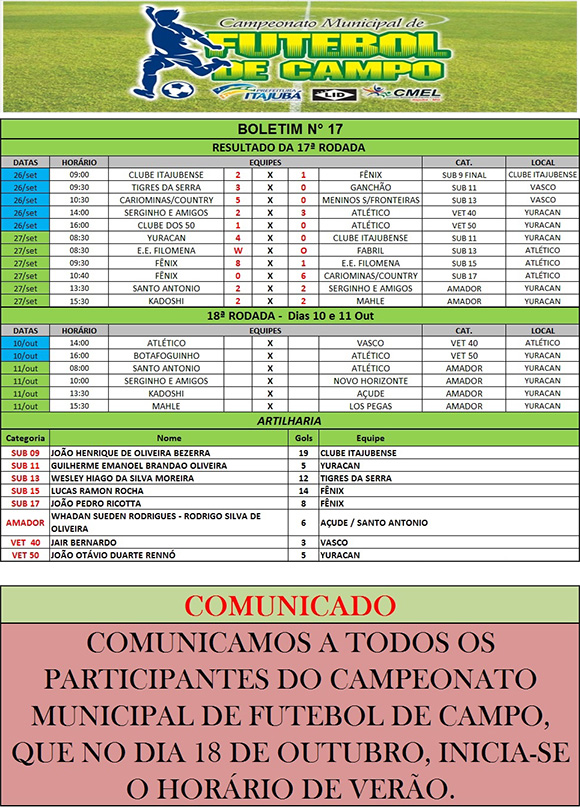 Campeonato Municipal de
FUTEBOL
DE CAMPO
PREFEITURA ITAJUBÁ LID CMEL
BOLETIM N° 17
RESULTADO DA 17ª RODADA
DATAS HORÁRIO EQUIPES CAT. LOCAL
26/set 09:00 CLUBE ITAJUBENSE 2 X 1 FÊNIX SUB 9 FINAL CLUBE ITAJUBENSE
26/set 09:30 TIGRES DA SERRA 3 X 0 GANCHÃO SUB 11 VASCO
26/set 10:30 CARIOMINAS/COUNTRY 5 X 0 MENINOS S/FRONTEIRAS SUB 13 VASCO
26/set 14:00 SERGINHO E AMIGOS 2 X 3 ATLÉTICO VET 40 YURACAN
26/set 16:00 CLUBE DOS 50 1 X 0 ATLÉTICO VET 50 YURACAN
27/set 08:30 YURACAN 4 X 0 CLUBE ITAJUBENSE SUB 11 YURACAN
27/set 08:30 E.E. FILOMENA W X O FABRIL SUB 13 ATLÉTICO
27/set 09:30 FÊNIX 8 X 1 E.E. FILOMENA SUB 15 ATLÉTICO
27/set 10:40 FÊNIX 0 X 6 CARIOMINAS/COUNTRY SUB 17 ATLÉTICO
27/set 13:30 SANTO ANTONIO 2 X 2 SERGINHO E AMIGOS AMADOR YURACAN
27/set 15:30 KADOSHI 2 X 2 MAHLE AMADOR YURACAN
18ª RODADA - Dias 10 e 11 Out
DATAS HORÁRIO EQUIPES CAT. LOCAL
10/out 14:00 ATLÉTICO X VASCO VET 40 ATLÉTICO
10/out 16:00 BOTAFOGUINHO X ATLÉTICO VET 50 YURACAN
11/out 08:00 SANTO ANTONIO X ATLÉTICO AMADOR YURACAN
11/out 10:00 SERGINHO E AMIGOS X NOVO HORIZONTE AMADOR YURACAN
11/out 13:30 KADOSHI X AÇUDE AMADOR YURACAN
11/out 15:30 MAHLE X LOS PEGAS AMADOR YURACAN
ARTILHARIA
Categoria Nome Gols Equipe
SUB 09 JOÃO HENRIQUE DE OLIVEIRA BEZERRA 19 CLUBE ITAJUBENSE
SUB 11 GUILHERME EMANOEL BRANDAO OLIVEIRA 5 YURACAN
SUB 13 WESLEY HIAGO DA SILVA MOREIRA 12 TIGRES DA SERRA
SUB 15 LUCAS RAMON ROCHA 14 FÊNIX
SUB 17 JOÃO PEDRO RICOTTA 8 FÊNIX
AMADOR WHADAN SUEDEN RODRIGUES - RODRIGO SILVA DE
OLIVEIRA 6 AÇUDE / SANTO ANTONIO
VET 40 JAIR BERNARDO 3 VASCO
VET 50 JOÃO OTÁVIO DUARTE RENNÓ 5 YURACAN
COMUNICADO
COMUNICAMOS A TODOS OS
PARTICIPANTES DO CAMPEONATO
MUNICIPAL DE FUTEBOL DE CAMPO,
QUE NO DIA 18 DE OUTUBRO, INICIA-SE
O HORÁRIO DE VERÃO.